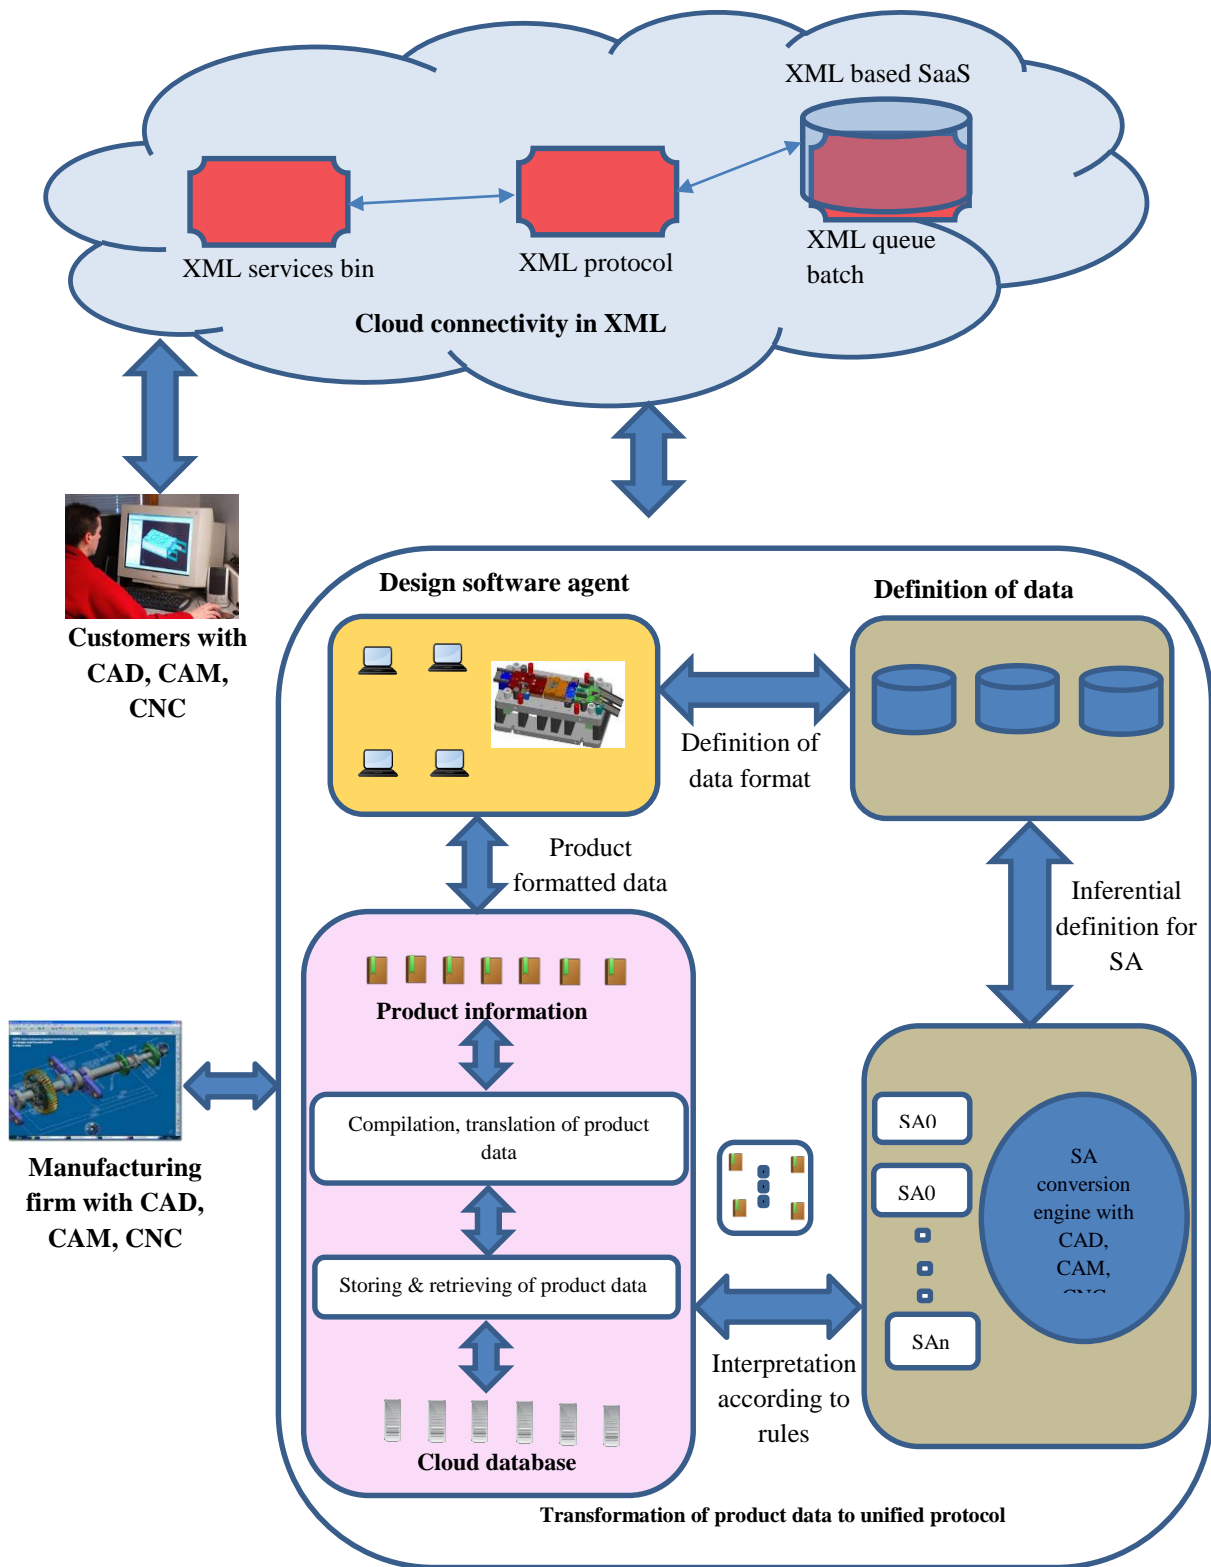 XML based SaaS
XML services bin
XML protocol
XML queue
batch
Cloud connectivity in XML
Customers with
CAD, CAM,
CNC
Design software agent
Definition of data
Definition of
data format
Product
formatted data
Inferential
definition for
SA
Product information
Compilation, translation of product
data
Storing & retrieving of product data
Cloud database
Manufacturing
firm with CAD,
CAM, CNC
SA0
SA0
SAn
SA
conversion
engine with
CAD,
CAM,
CNC
Interpretation
according to
rules
Transformation of product data to unified protocol